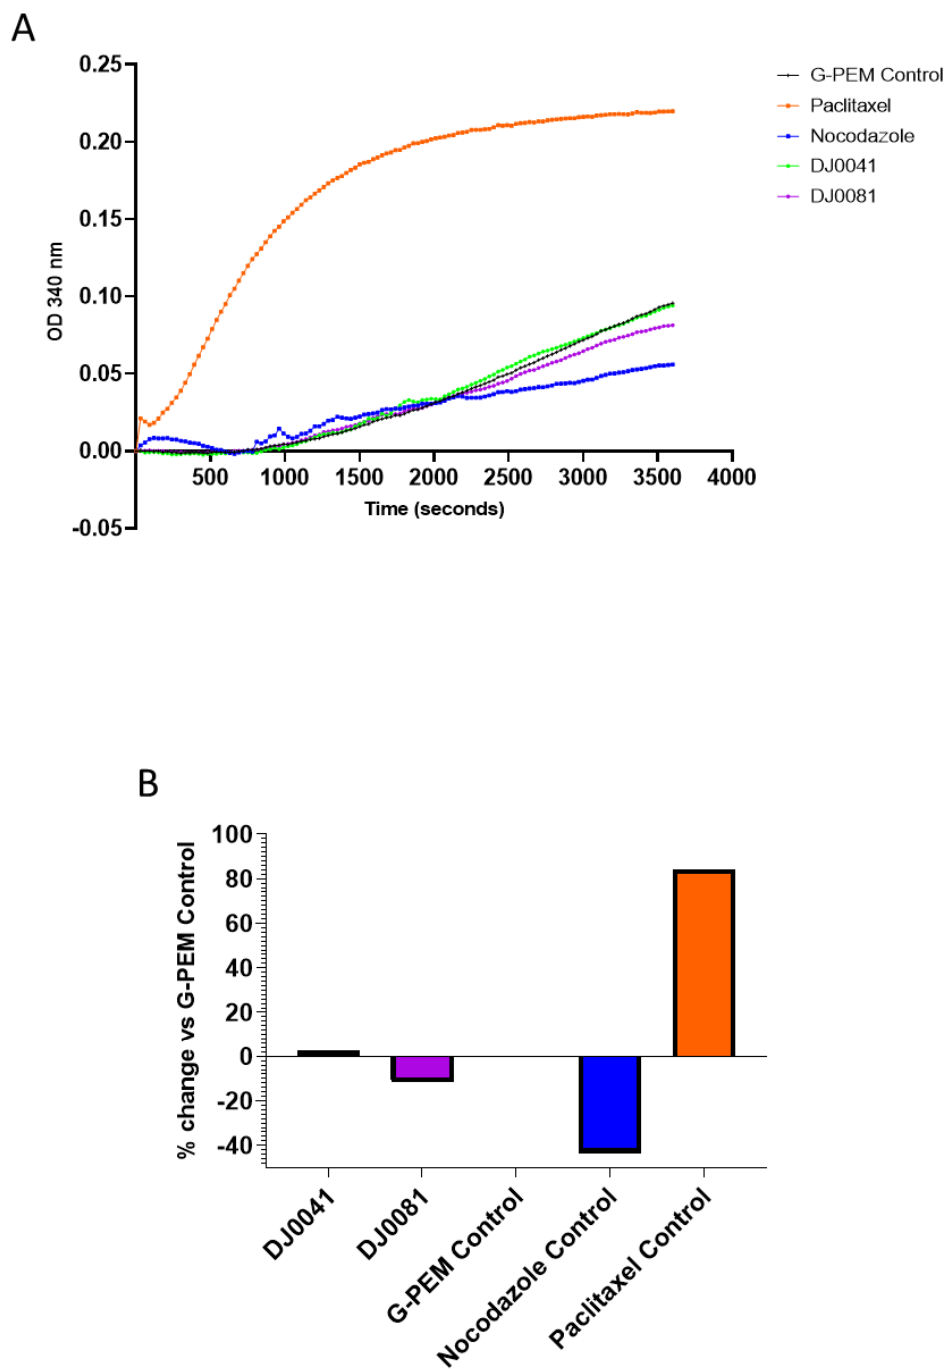 A
0.25
0.20
0.15
0.10
0.05
0.00
-0.05
OD 340 nm
500 1000 1500 2000 2500 3000 3500 4000
Time (seconds)
G-PEM Control
Paclitaxel
Nocodazole
DJ0041
DJ0081
B
100
80
60
40
20
0
-20
-40
% change vs G-PEM Control
DJ0041
DJ0081
G-PEM Control
Nocodazole Control
Paclitaxel Control